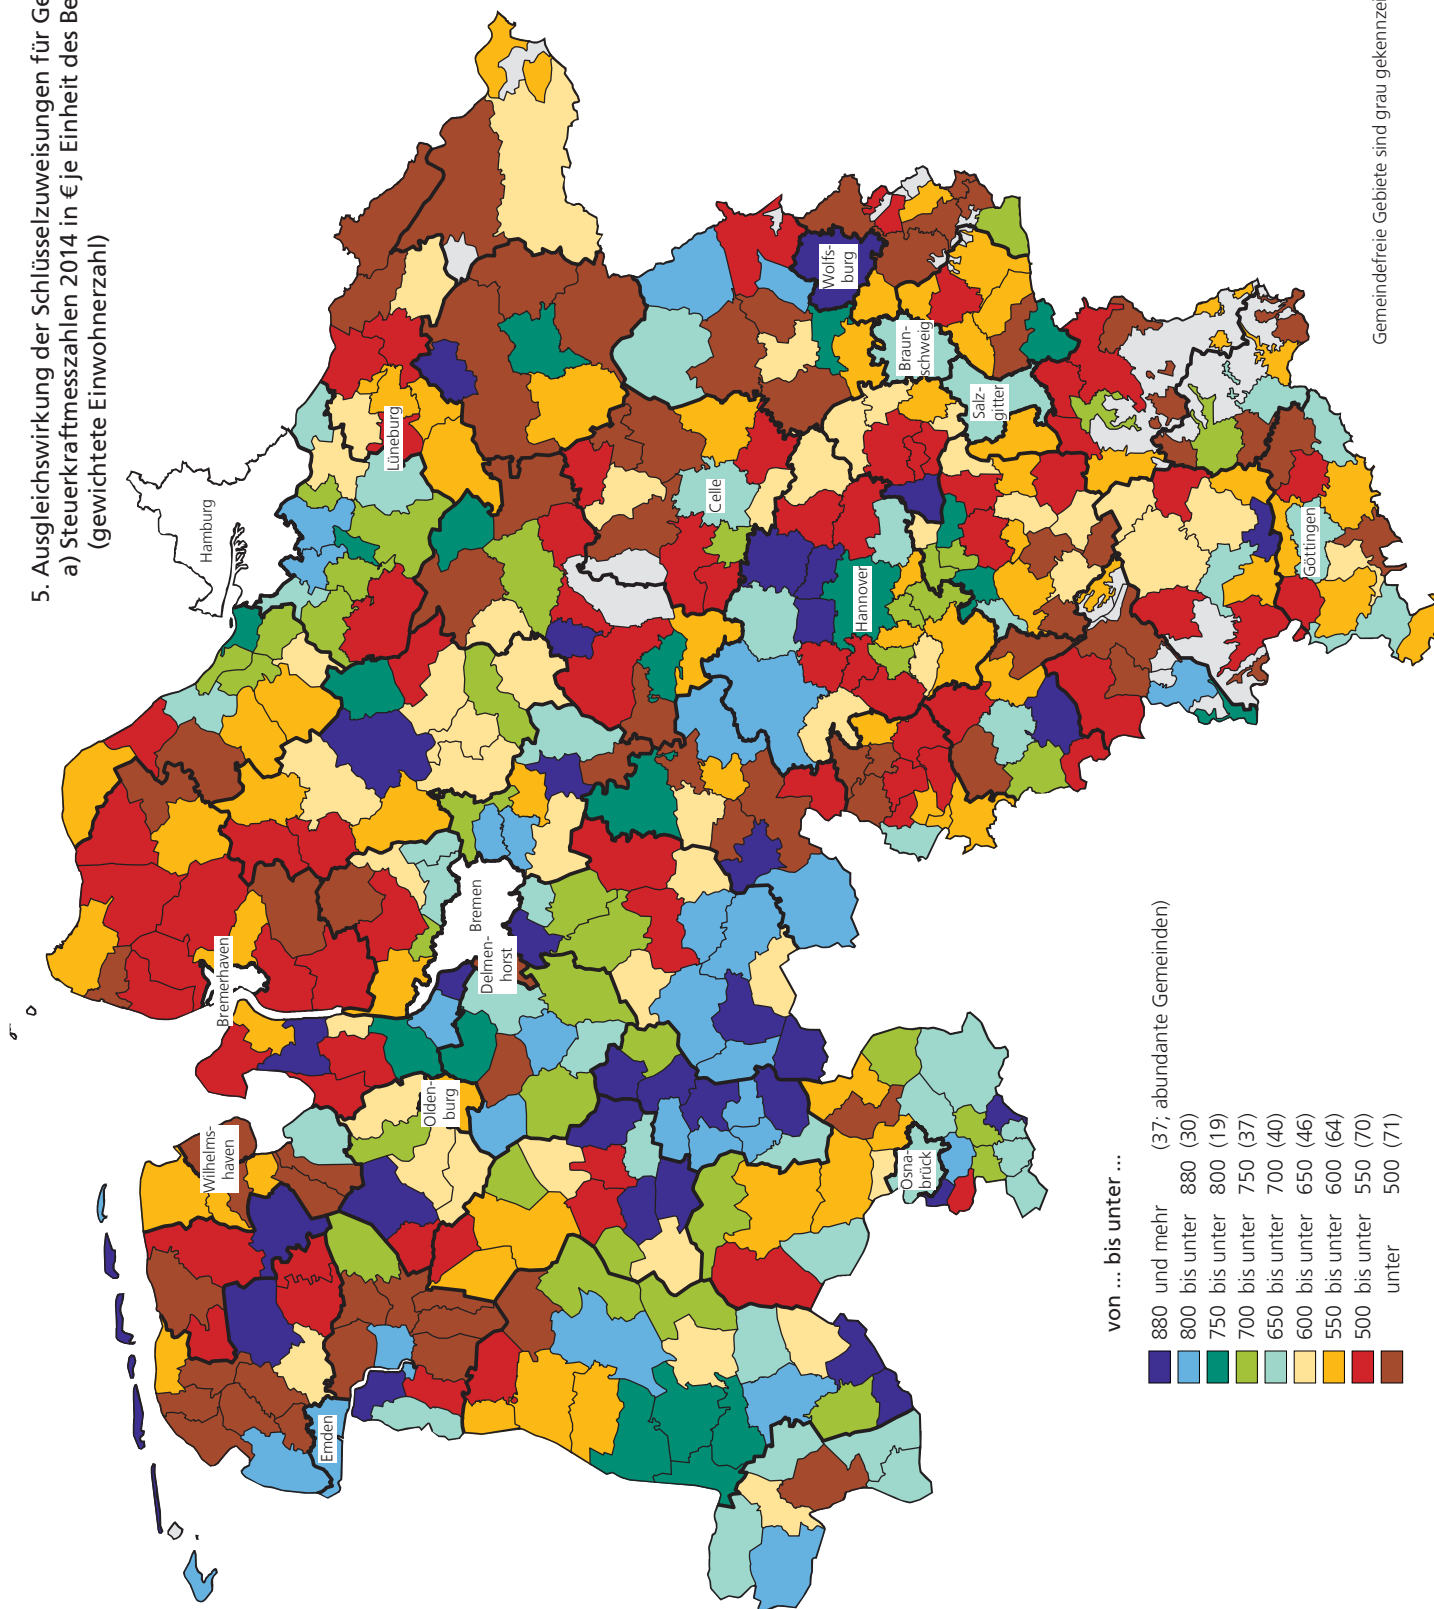 5. Ausgleichswirkung der Schlüsselzuweisungen für
a) Steuerkraftmesszahlen 2014 in € je Einheit des
(gewichtete Einwohnerzahl)
Hamburg
Lüneburg
Bremerhaven
Wilhelms-
haven
Emden
Olden-
burg
Bremen
Delmen-
horst
Celle
Wolfs-
burg
Braun-
schweig
Salz-
gitter
Hannover
Göttingen
Osna-
brück
von ... bis unter ...
880 und mehr (37; abundante Gemeinden)
800 bis unter 880 (30)
750 bis unter 800 (19)
700 bis unter 750 (37)
650 bis unter 700 (40)
600 bis unter 650 (46)
550 bis unter 600 (64)
500 bis unter 550 (70)
unter 500 (71)
Gemeindefreie Gebiete sind grau